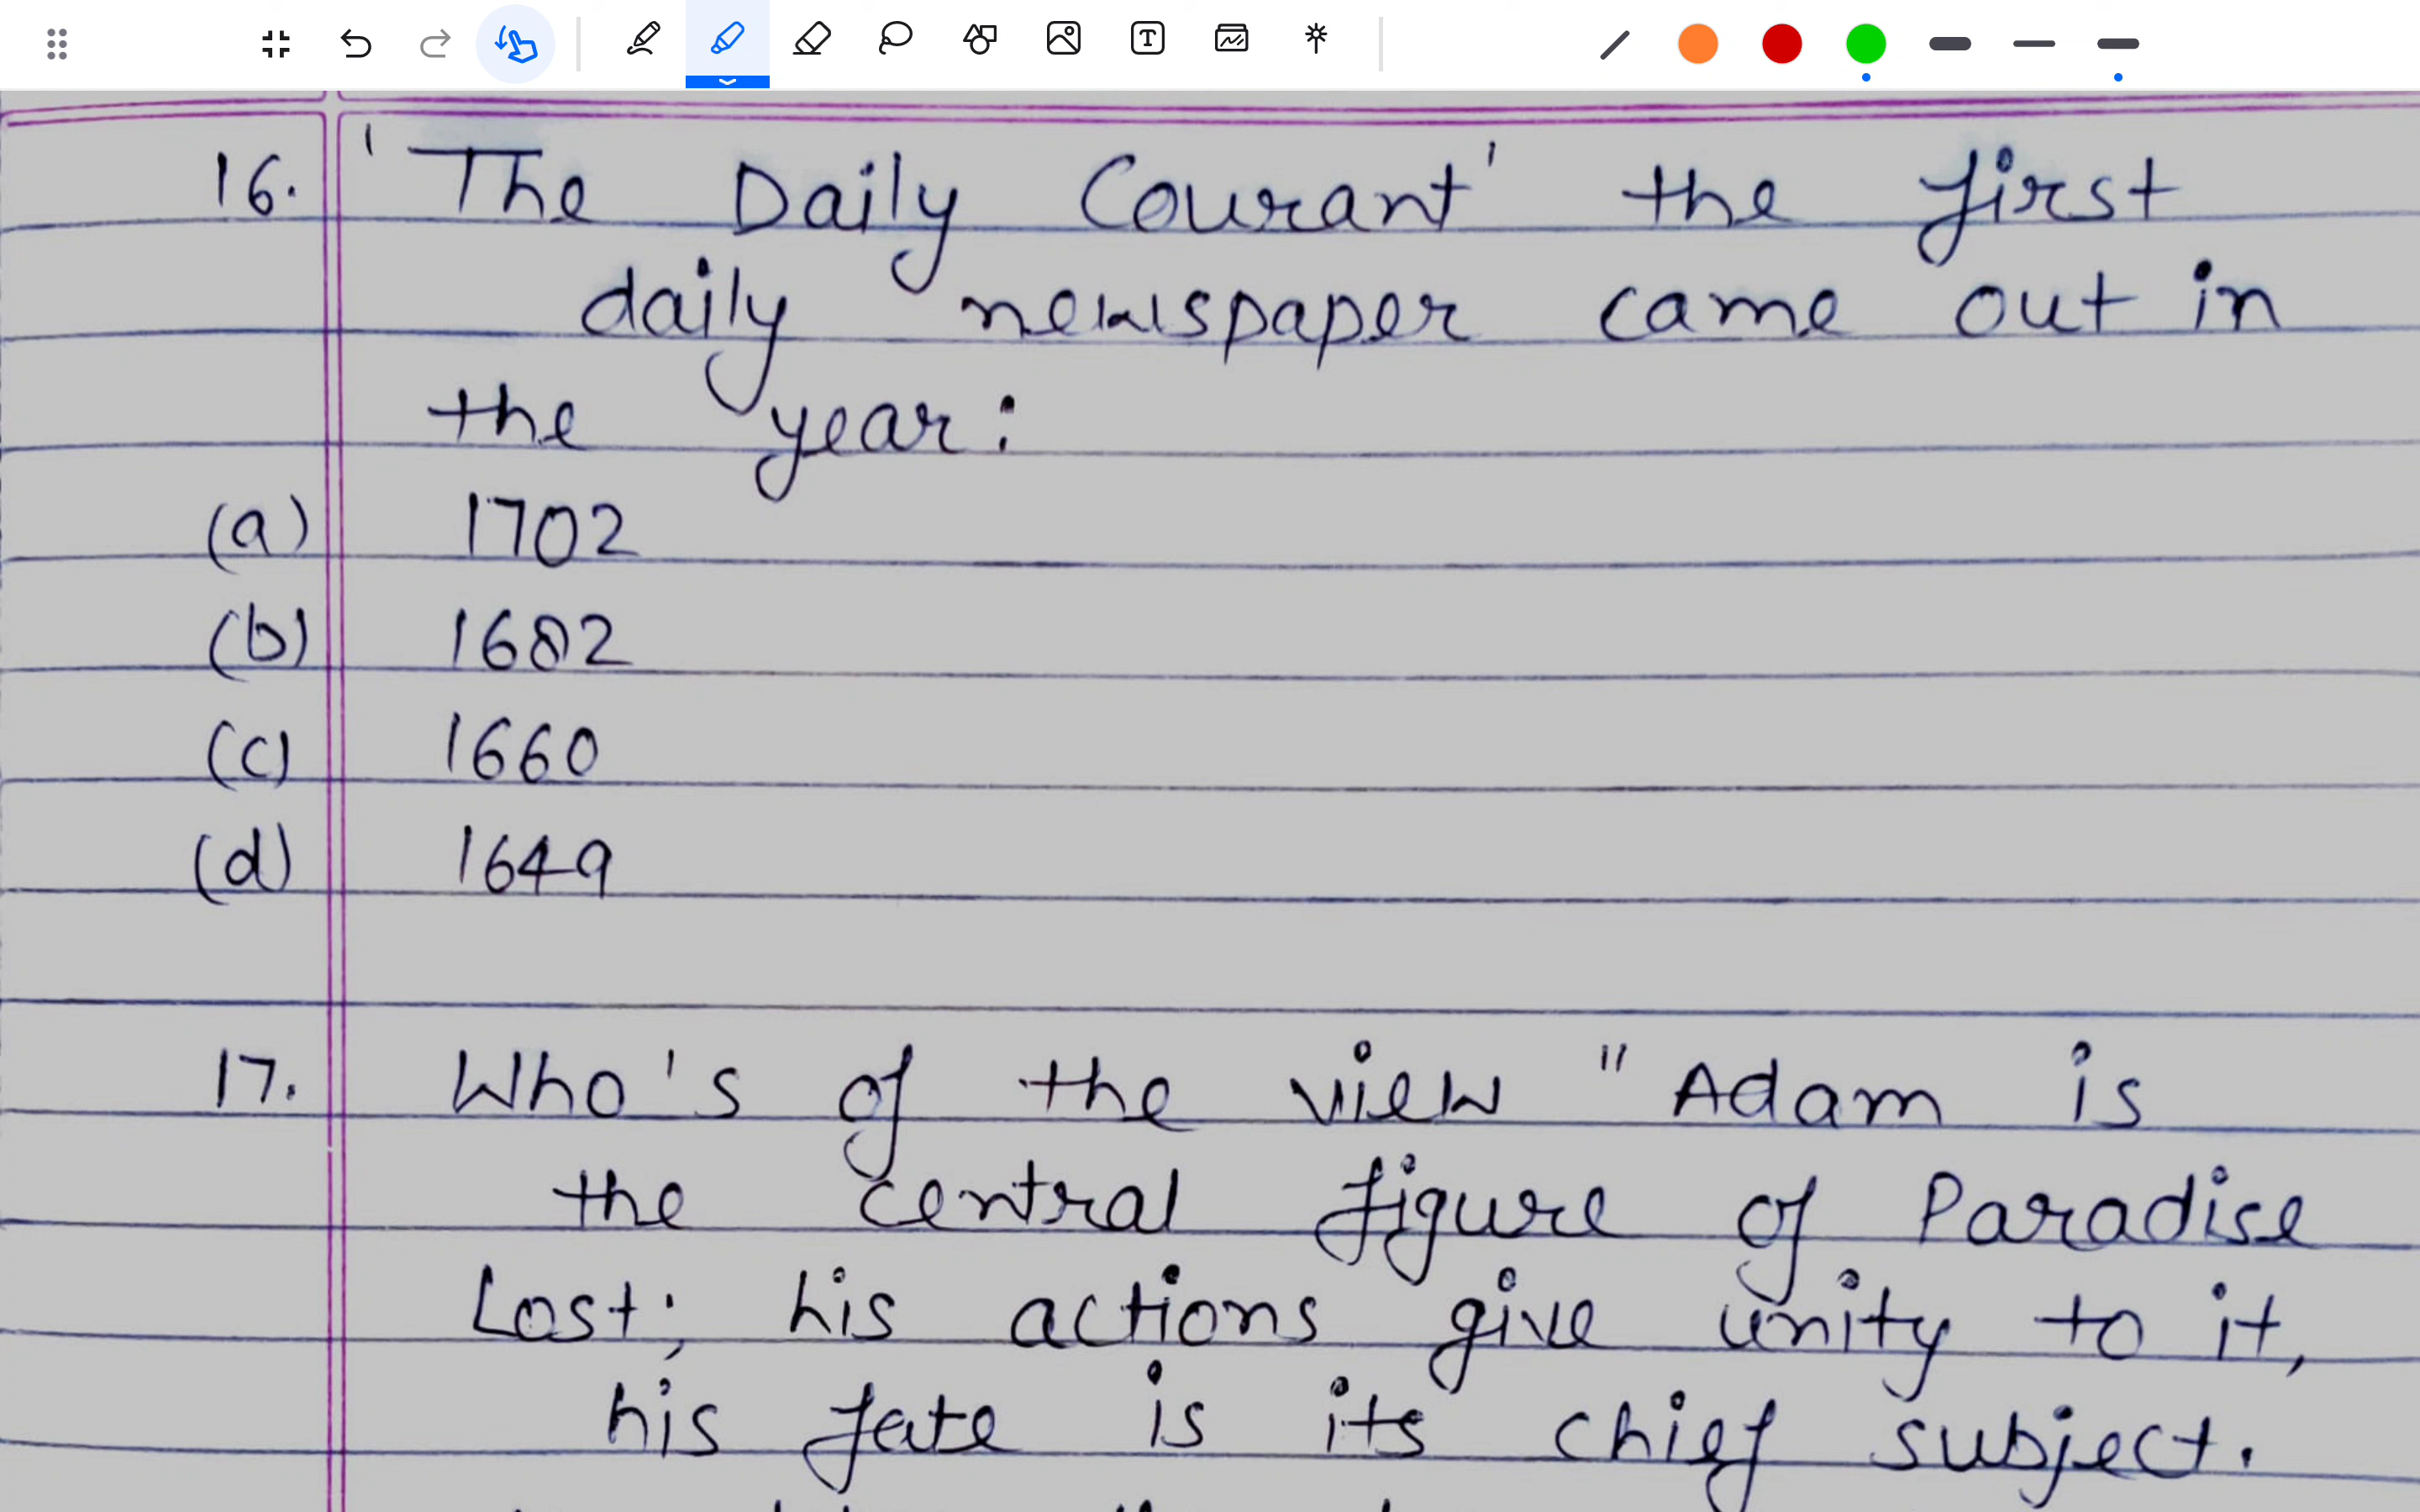 16. 'The Daily Courant' the first
daily newspaper came out in
the year:
(a) 1702
(b) 1682
(c) 1660
(d) 1649
17. Who's of the view "Adam is
the central figure of Paradise
Lost; his actions give unity to it,
his fate is its chief subject.